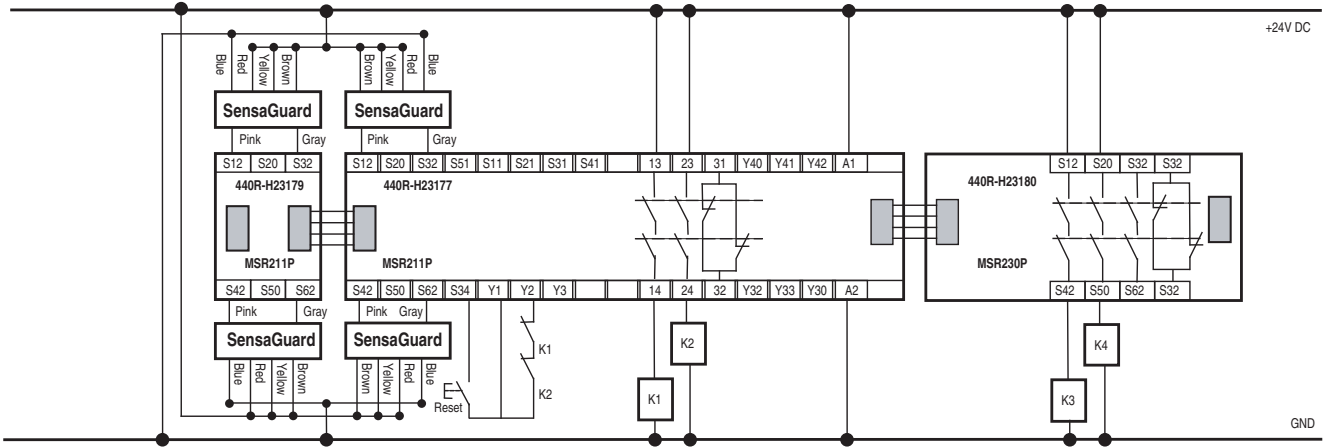 +24V DC
Blue Red Yellow Brown Brown Yellow Red Blue
SensaGuard SensaGuard
Pink Gray Pink Gray
S12 S20 S32 S12 S20 S32 S51 S11 S21 S31 S41 13 23 31 Y40 Y41 Y42 A1 S12 S20 S32 S32
440R-H23179 440R-H23177 440R-H23180
MSR211P MSR211P MSR230P
S42 S50 S62 S42 S50 S62 S34 Y1 Y2 Y3 14 24 32 Y32 Y33 Y30 A2 S42 S50 S62 S32
Pink Gray Pink Gray
SensaGuard SensaGuard
K1 K2 K4
Blue Red Yellow Brown Brown Yellow Red Blue
K2
Reset K1 K3
GND